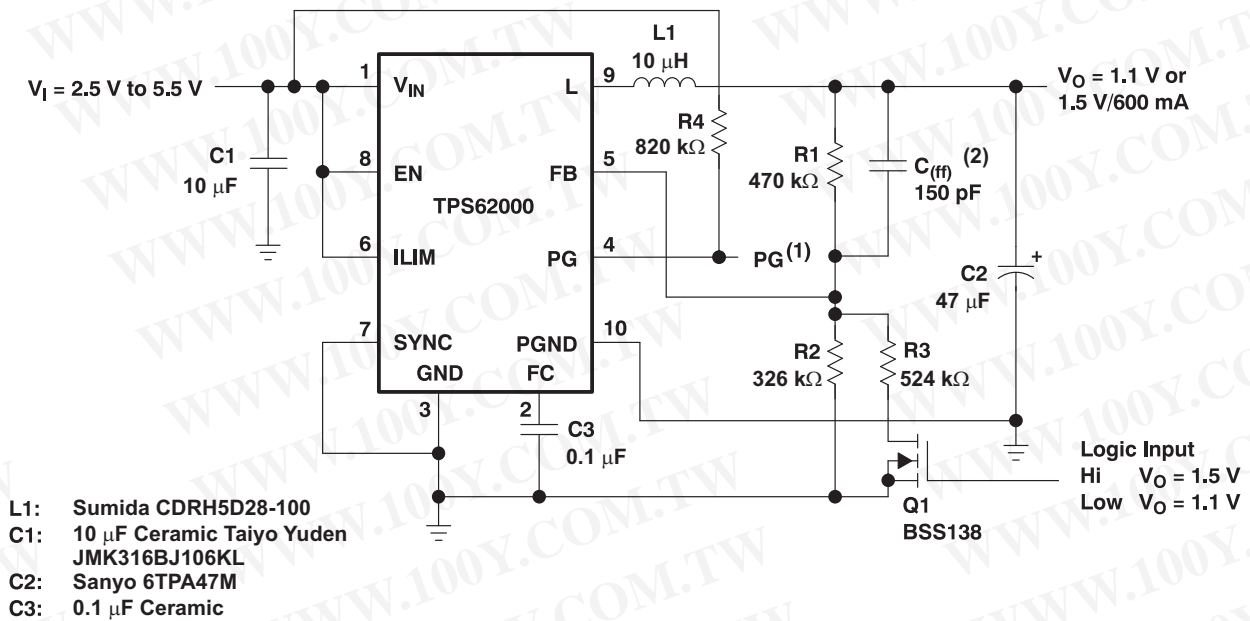 L1
10 μH
V_I = 2.5 V to 5.5 V
1
V_IN
L
9
V_O = 1.1 V or
1.5 V/600 mA
R4
820 kΩ
C1
10 μF
8
EN
FB
5
R1
470 kΩ
C_(ff) (2)
150 pF
TPS62000
6
ILIM
PG
4
PG(1)
C2
47 μF
+
7
SYNC
PGND
10
GND
FC
R2
326 kΩ
R3
524 kΩ
3
2
C3
0.1 μF
Logic Input
Hi V_O = 1.5 V
Low V_O = 1.1 V
Q1
BSS138
L1: Sumida CDRH5D28-100
C1: 10 μF Ceramic Taiyo Yuden
JMK316BJ106KL
C2: Sanyo 6TPA47M
C3: 0.1 μF Ceramic
WWW.100Y.COM.TW